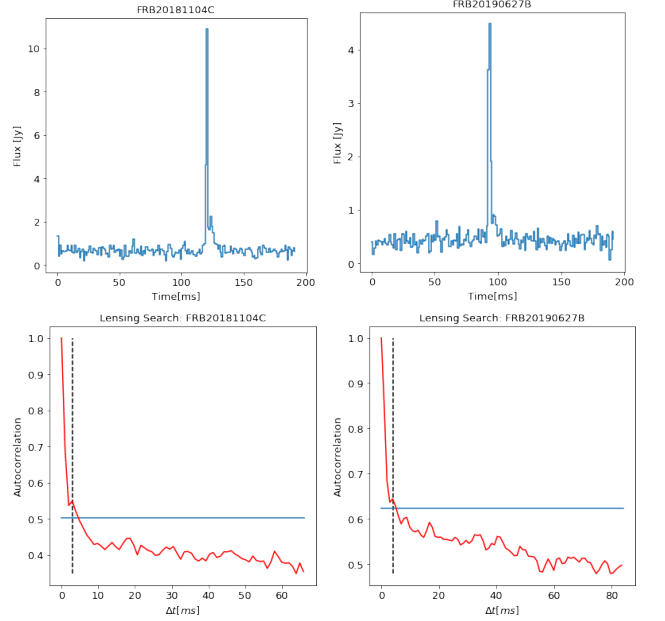 FRB20181104C
Flux [Jy]
10
8
6
4
2
0
0 50 100 150 200
Time[ms]
FRB20190627B
Flux [Jy]
4
3
2
1
0
0 50 100 150 200
Time[ms]
Lensing Search: FRB20181104C
Autocorrelation
1.0
0.9
0.8
0.7
0.6
0.5
0.4
0 10 20 30 40 50 60
Δt[ms]
Lensing Search: FRB20190627B
Autocorrelation
1.0
0.9
0.8
0.7
0.6
0.5
0 20 40 60 80
Δt[ms]